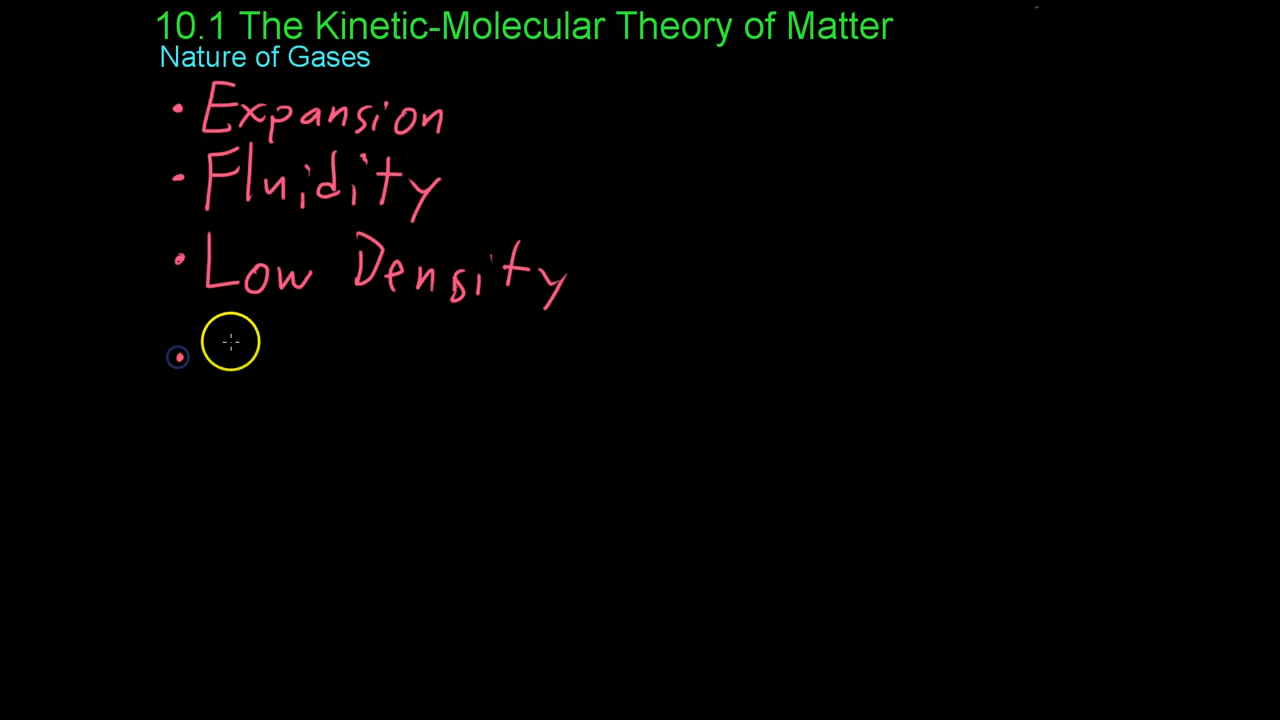 10.1 The Kinetic-Molecular Theory of Matter
Nature of Gases
• Expansion
• Fluidity
• Low Density
•